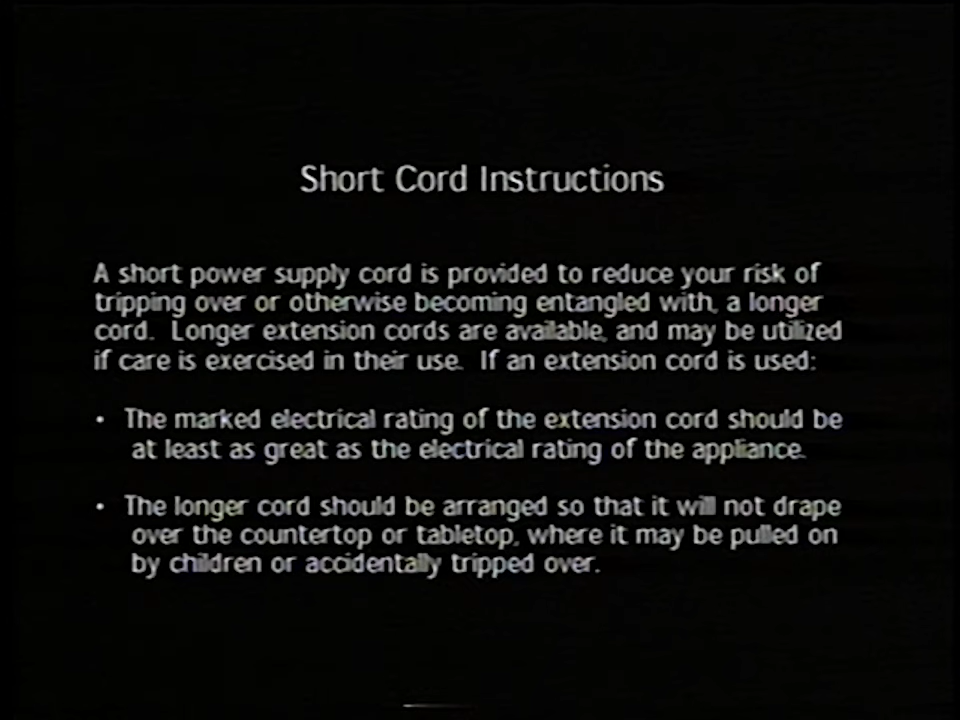 Short Cord Instructions
A short power supply cord is provided to reduce your risk of
tripping over or otherwise becoming entangled with, a longer
cord. Longer extension cords are available, and may be utilized
if care is exercised in their use. If an extension cord is used:
• The marked electrical rating of the extension cord should be
at least as great as the electrical rating of the appliance.
• The longer cord should be arranged so that it will not drape
over the countertop or tabletop, where it may be pulled on
by children or accidentally tripped over.